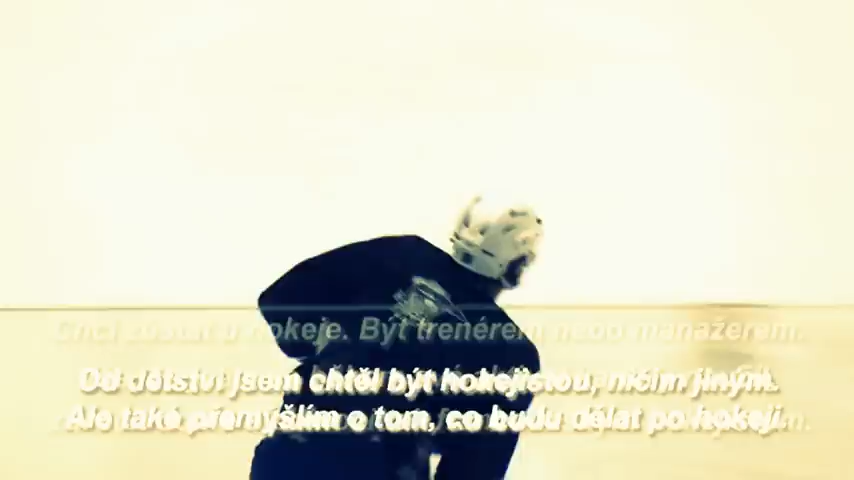 Chci zůstat u hokeje. Být trenérem nebo manažerem.
Od dětství jsem chtěl být hokejistou, ničím jiným.
Ale také přemýšlím o tom, co budu dělat po hokeji.